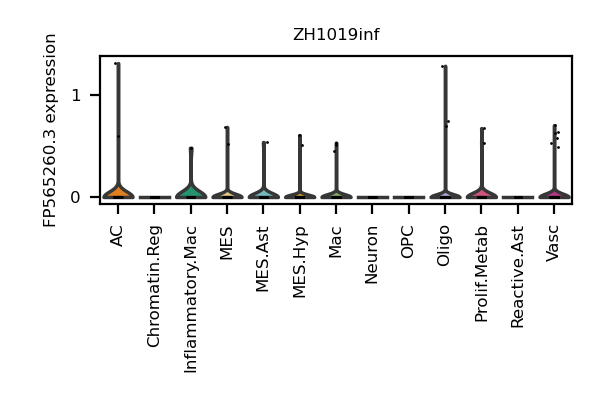 ZH1019inf
FP565260.3 expression
1
0
AC
Chromatin.Reg
Inflammatory.Mac
MES
MES.Ast
MES.Hyp
Mac
Neuron
OPC
Oligo
Prolif.Metab
Reactive.Ast
Vasc